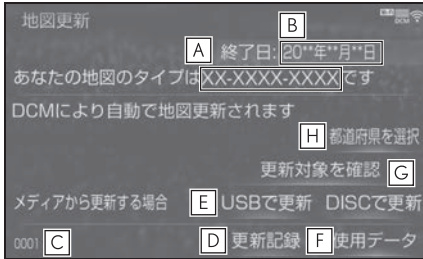 地図更新
DCM
B
A 終了日: 20**年**月**日
あなたの地図のタイプはXX-XXXX-XXXXです
DCMにより自動で地図更新されます
H 都道府県を選択
更新対象を確認 G
メディアから更新する場合 E USBで更新 DISCで更新
0001 C D 更新記録 F 使用データ